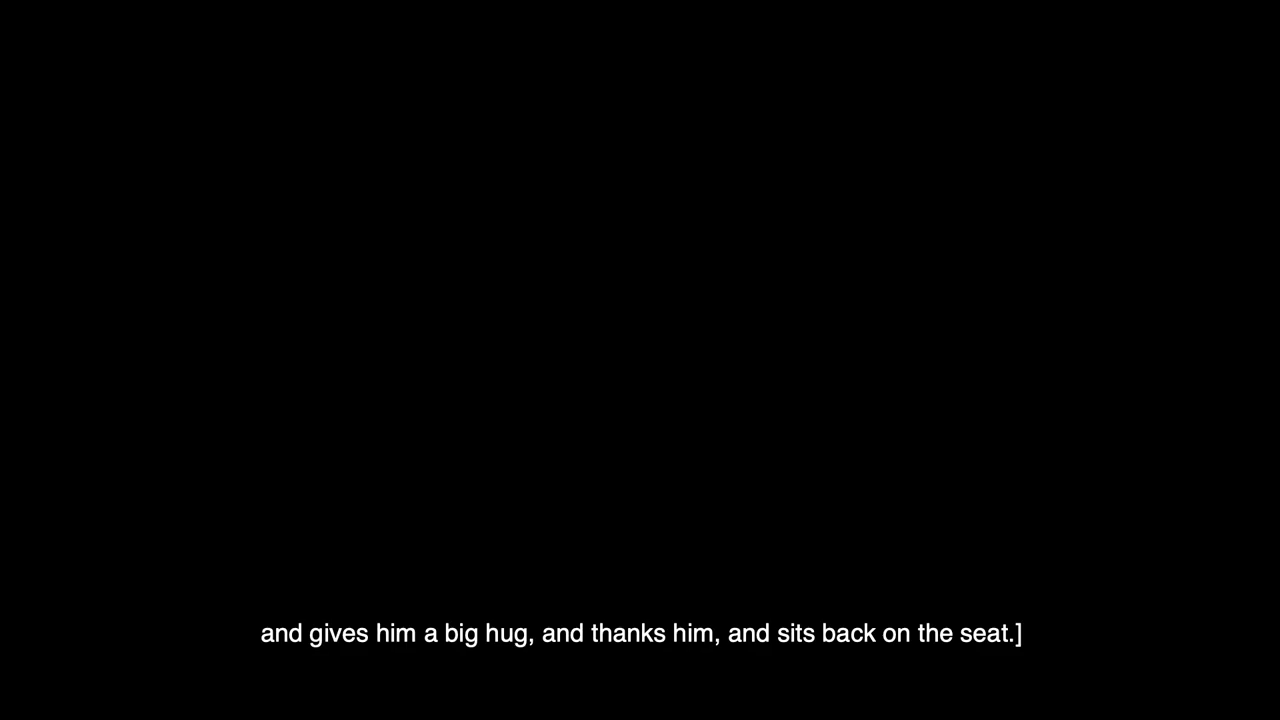 and gives him a big hug, and thanks him, and sits back on the seat.]